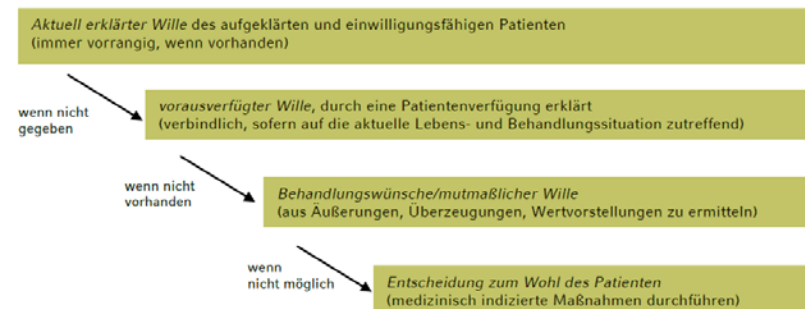 Aktuell erklärter Wille des aufgeklärten und einwilligungsfähigen Patienten
(immer vorrangig, wenn vorhanden)
wenn nicht
gegeben
vorausverfügter Wille, durch eine Patientenverfügung erklärt
(verbindlich, sofern auf die aktuelle Lebens- und Behandlungssituation zutreffend)
wenn nicht
vorhanden
Behandlungswünsche/mutmaßlicher Wille
(aus Äußerungen, Überzeugungen, Wertvorstellungen zu ermitteln)
wenn
nicht möglich
Entscheidung zum Wohl des Patienten
(medizinisch indizierte Maßnahmen durchführen)